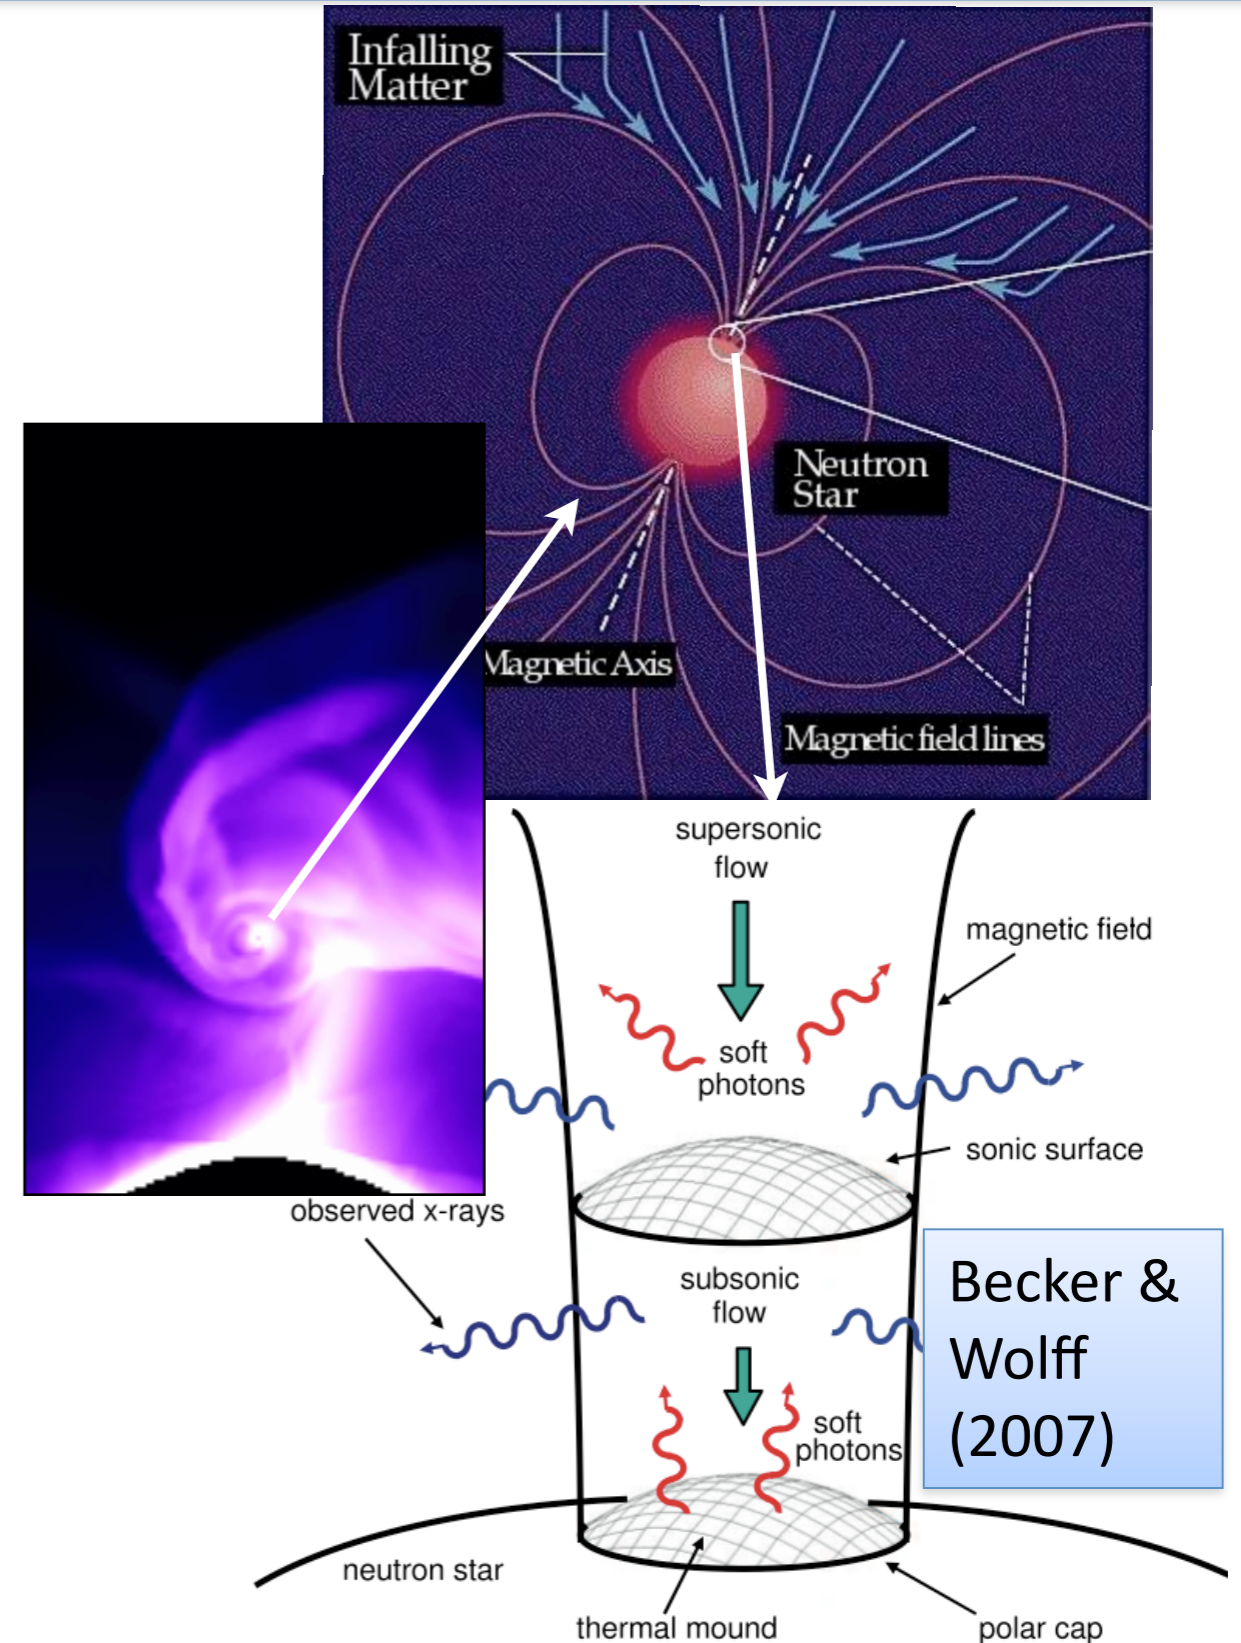 Infalling
Matter
Neutron
Star
Magnetic Axis
Magnetic field lines
supersonic
flow
magnetic field
soft
photons
sonic surface
observed x-rays
subsonic
flow
Becker &
Wolff
(2007)
soft
photons
neutron star
thermal mound
polar cap